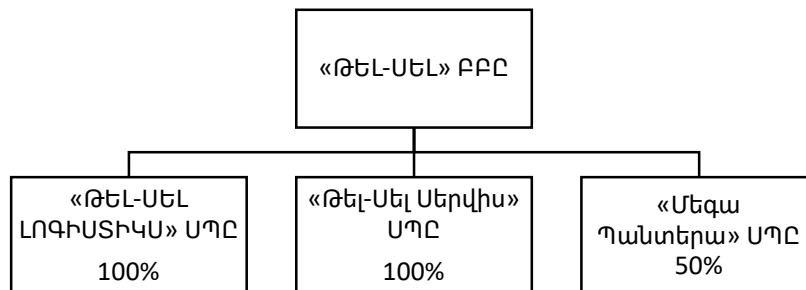 «ԹԵԼ-ՍԵԼ» ԲԲԸ
«ԹԵԼ-ՍԵԼ
ԼՈԳԻՍՏԻԿՍ» ՍՊԸ
100%
«Թել-Սել Սերվիս»
ՍՊԸ
100%
«Մեգա
Պանտերա» ՍՊԸ
50%